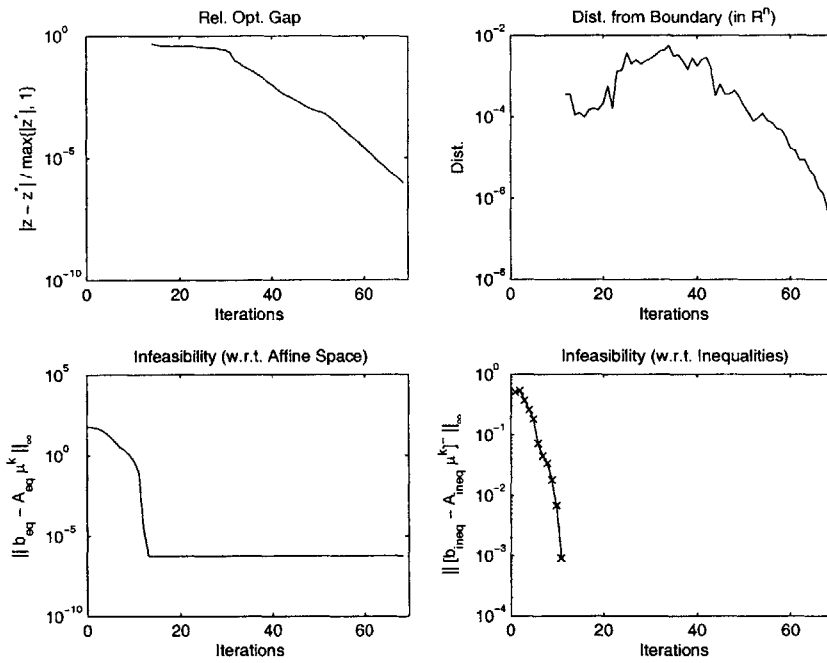 Rel. Opt. Gap
10^0
10^-5
10^-10
|z - z*| / max{|z*|, 1}
0 20 40 60
Iterations
Dist. from Boundary (in R^n)
10^-2
10^-4
10^-6
10^-8
Dist.
0 20 40 60
Iterations
Infeasibility (w.r.t. Affine Space)
10^5
10^0
10^-5
10^-10
|| b_eq - A_eq μ^k ||_∞
0 20 40 60
Iterations
Infeasibility (w.r.t. Inequalities)
10^0
10^-1
10^-2
10^-3
10^-4
|| [b_ineq - A_ineq μ^k]^- ||_∞
0 20 40 60
Iterations